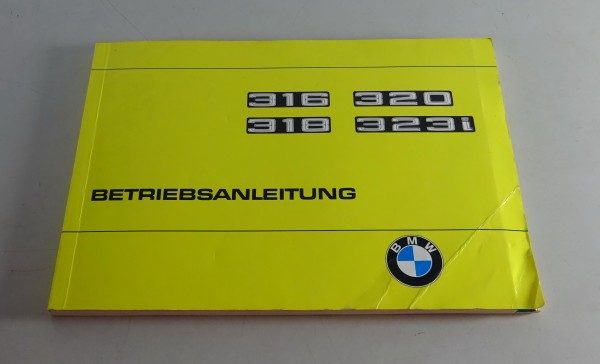 316 320
318 323i
BETRIEBSANLEITUNG
BMW